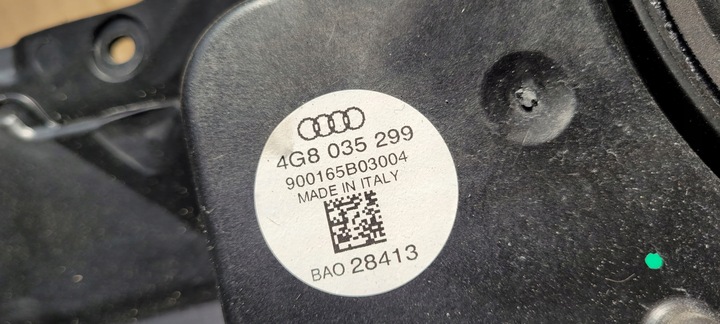 4G8 035 299
900165B03004
MADE IN ITALY
BAO 28413